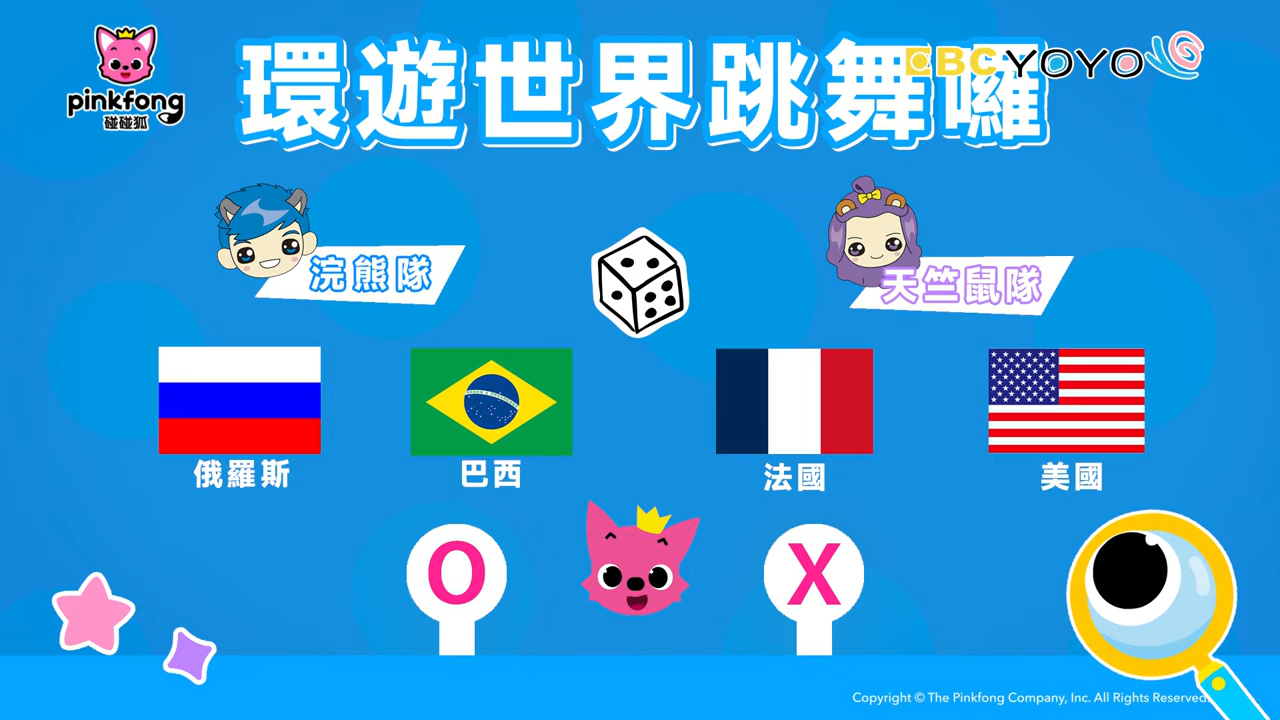 pinkfong
碰碰狐
環遊世界跳舞囉
EBC YOYO
浣熊隊
天竺鼠隊
俄羅斯
巴西
法國
美國
O
X
Copyright © The Pinkfong Company, Inc. All Rights Reserved.